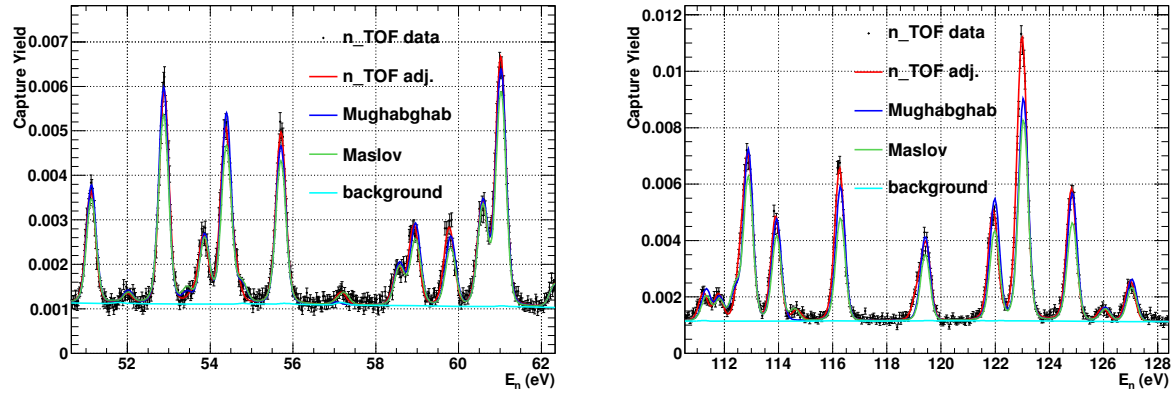 Capture Yield
0.007
0.006
0.005
0.004
0.003
0.002
0.001
0
n_TOF data
n_TOF adj.
Mughabghab
Maslov
background
52 54 56 58 60 62
E_n (eV)
Capture Yield
0.012
0.01
0.008
0.006
0.004
0.002
0
n_TOF data
n_TOF adj.
Mughabghab
Maslov
background
112 114 116 118 120 122 124 126 128
E_n (eV)